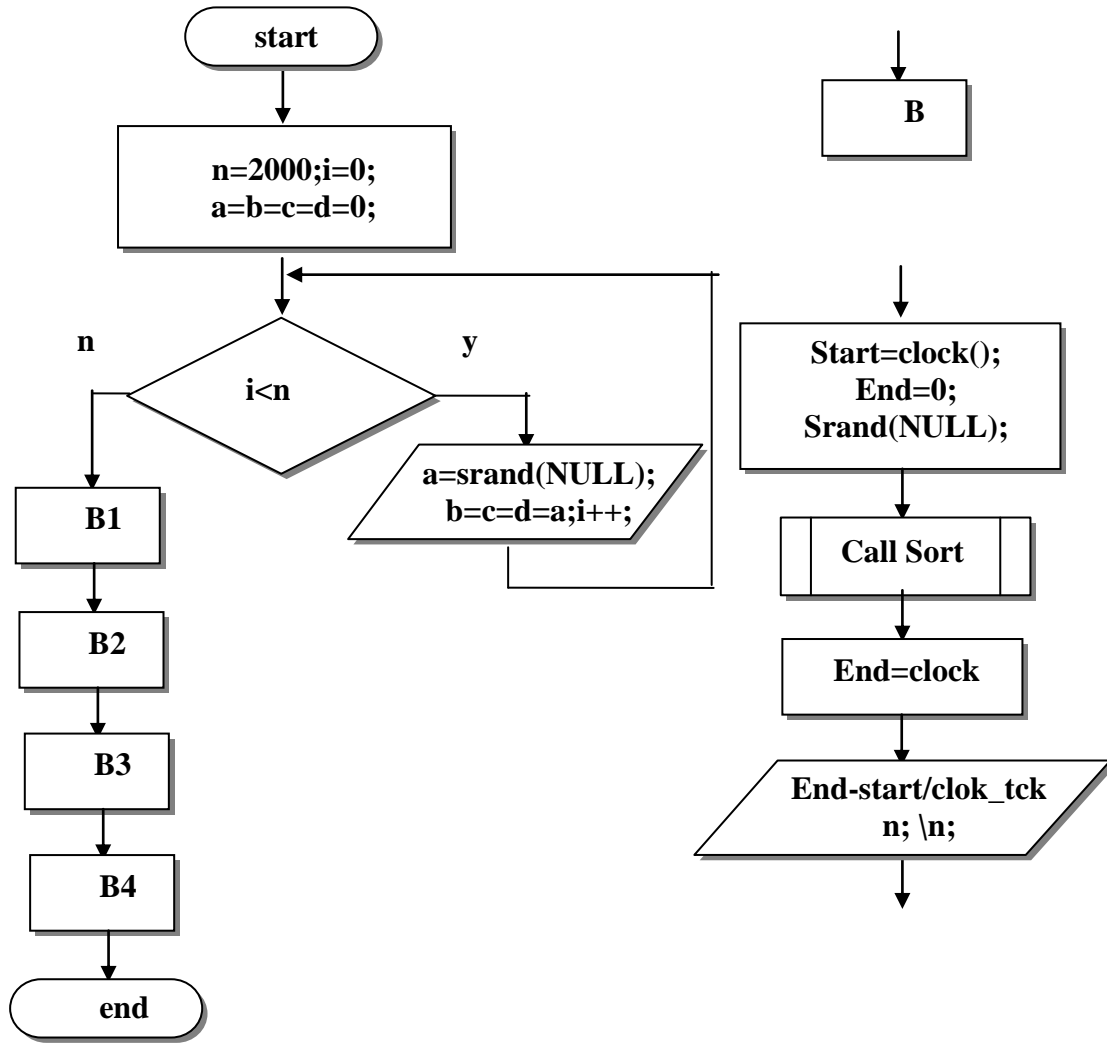 start
n=2000;i=0;
a=b=c=d=0;
n
y
i<n
a=srand(NULL);
b=c=d=a;i++;
B1
B2
B3
B4
end
B
Start=clock();
End=0;
Srand(NULL);
Call Sort
End=clock
End-start/clok_tck
n; \n;